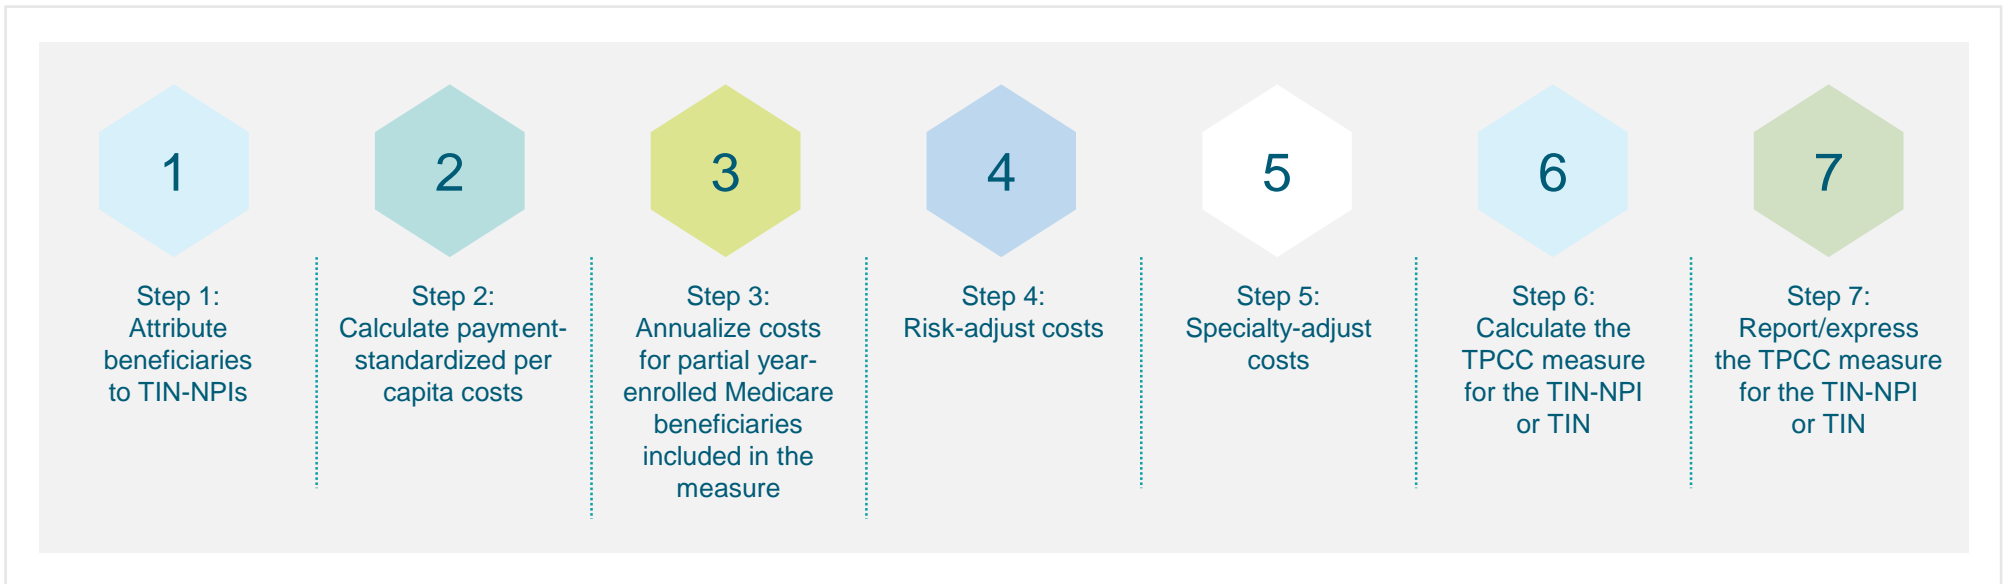 1
2
3
4
5
6
7
Step 1:
Attribute
beneficiaries
to TIN-NPIs
Step 2:
Calculate payment-
standardized per
capita costs
Step 3:
Annualize costs
for partial year-
enrolled Medicare
beneficiaries
included in the
measure
Step 4:
Risk-adjust costs
Step 5:
Specialty-adjust
costs
Step 6:
Calculate the
TPCC measure
for the TIN-NPI
or TIN
Step 7:
Report/express
the TPCC measure
for the TIN-NPI
or TIN